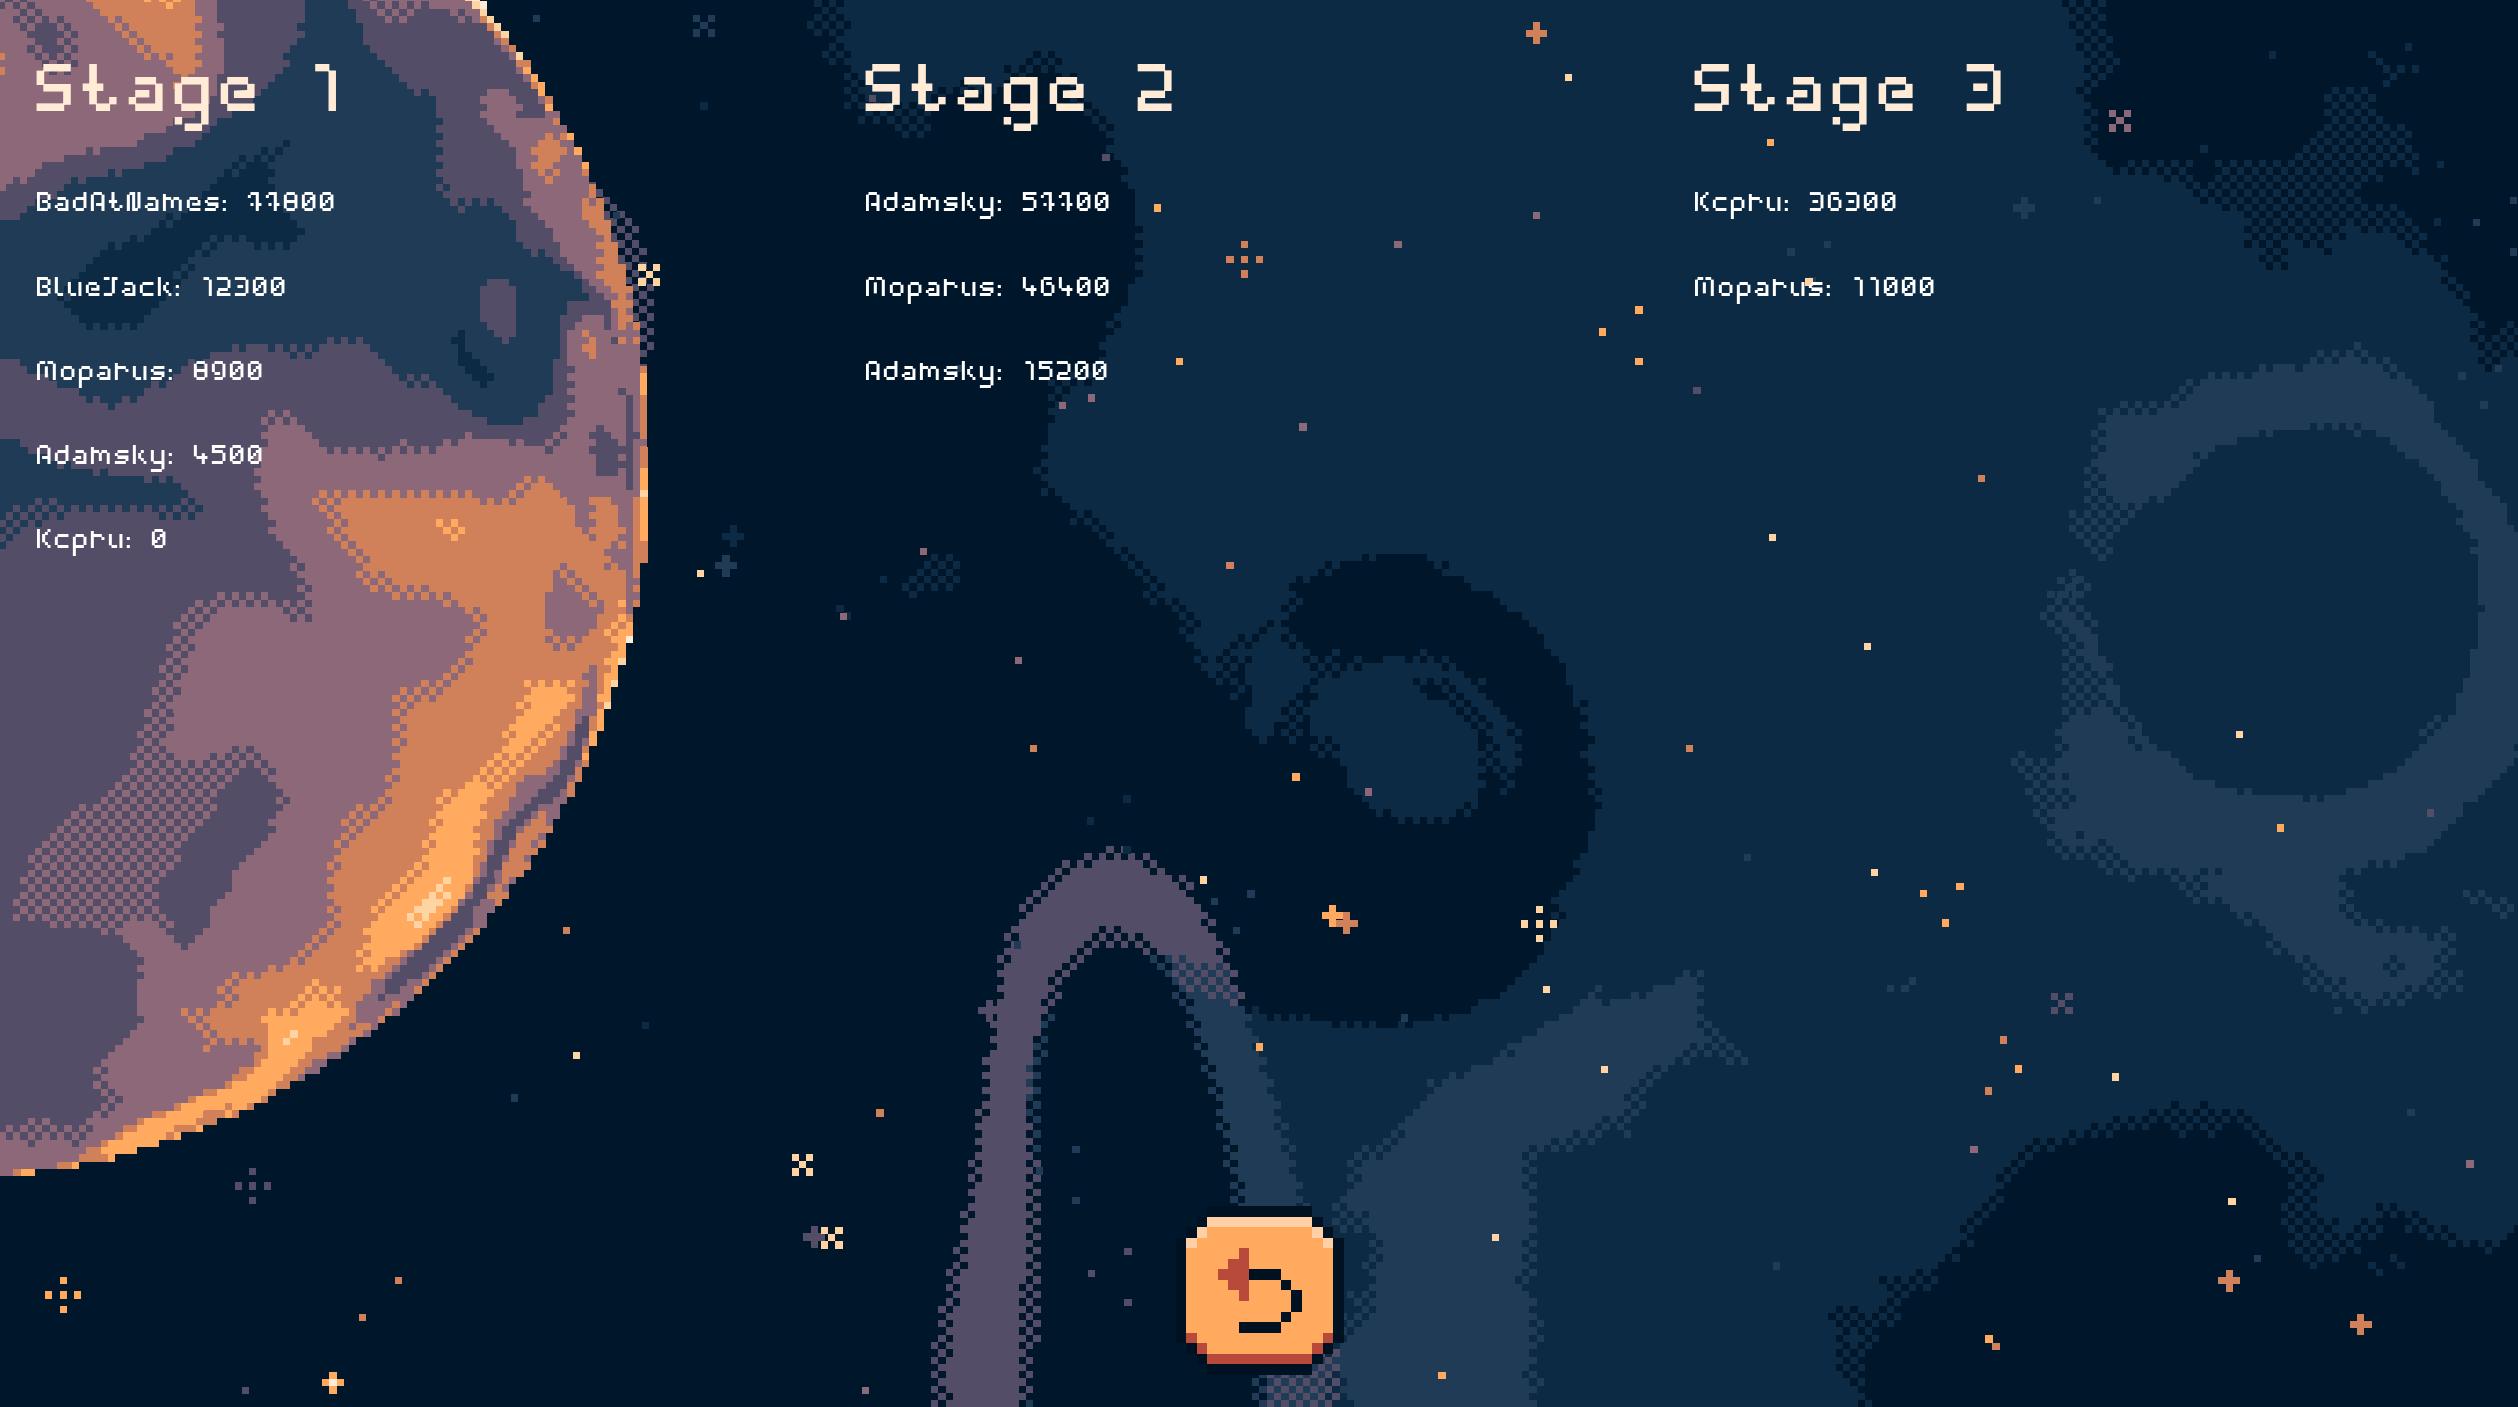 Stage 1
BadAtNames: 77800
BlueJack: 12300
Moparus: 8900
Adamsky: 4500
Kcpru: 0
Stage 2
Adamsky: 57700
Moparus: 46400
Adamsky: 15200
Stage 3
Kcpru: 36300
Moparus: 11000